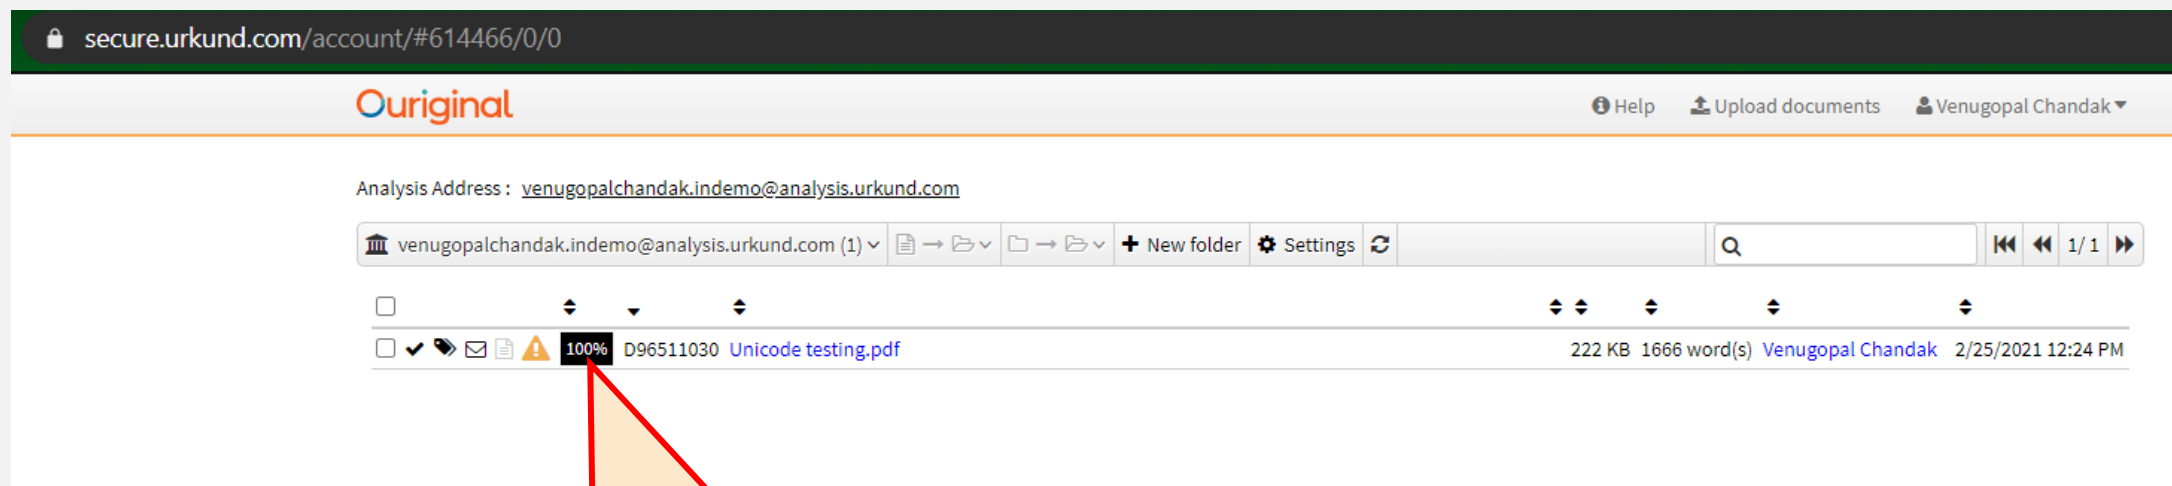 secure.urkund.com/account/#614466/0/0
Ouriginal Help Upload documents Venugopal Chandak
Analysis Address : venugopalchandak.indemo@analysis.urkund.com
venugopalchandak.indemo@analysis.urkund.com (1) New folder Settings 1/ 1
100% D96511030 Unicode testing.pdf 222 KB 1666 word(s) Venugopal Chandak 2/25/2021 12:24 PM